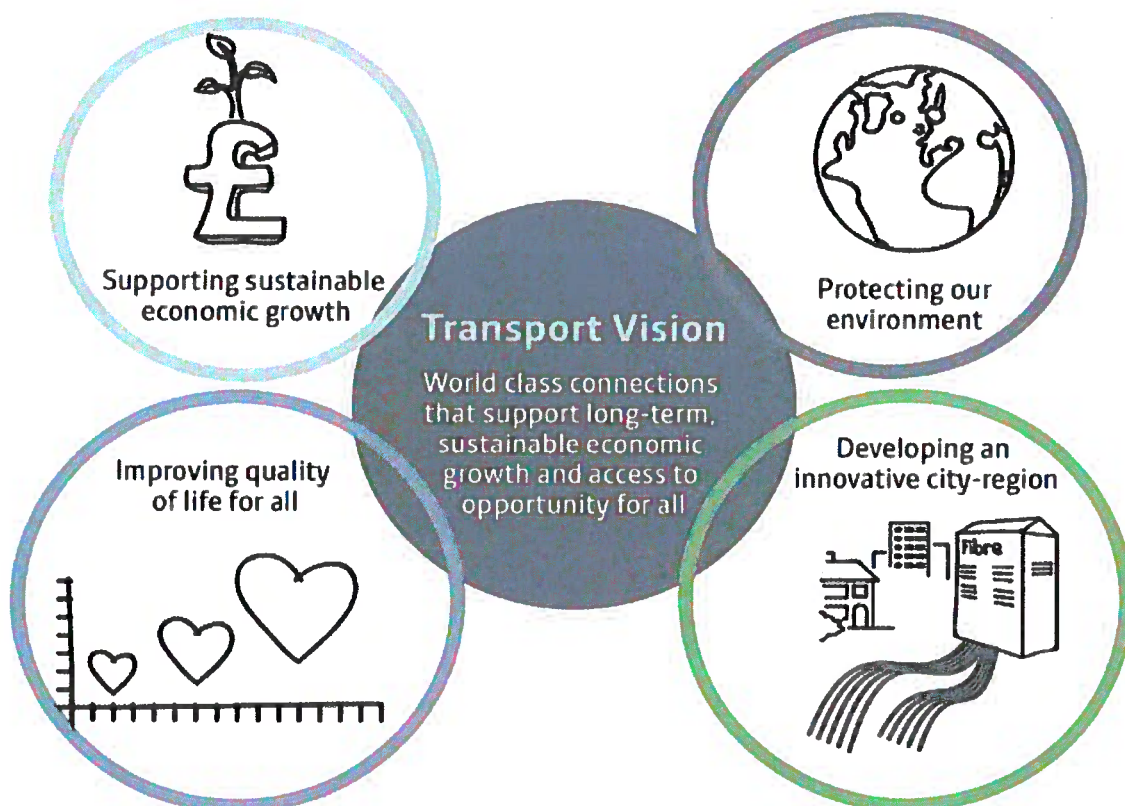 Supporting sustainable
economic growth
Protecting our
environment
Transport Vision
World class connections
that support long-term,
sustainable economic
growth and access to
opportunity for all
Improving quality
of life for all
Developing an
innovative city-region
Fibre